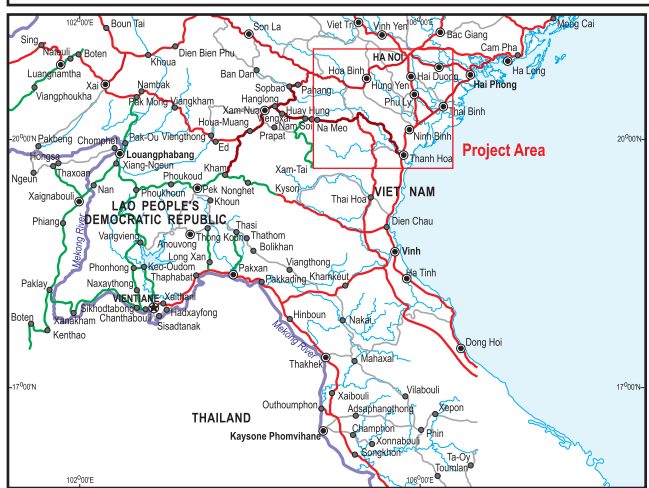 102°00'E
106°00'E
Boun Tai
Son La
Viet Tri
Vinh Yen
Bac Giang
Mong Cai
Sing
Nateuli
Boten
Khoua
Dien Bien Phu
HA NOI
Cam Pha
Luangnamtha
Ban Dan
Hoa Binh
Hai Duong
Ha Long
Viangphoukha
Xai
Nambak
Sopbao
Pahang
Hung Yen
Hai Phong
Pak Mong
Viangkham
Hanglong
Phu Ly
Xam-Nua
Viengxai
Huay Hung
Thai Binh
Houa-Muang
Nam Soi
Na Meo
20°00'N
20°00'N
Pakbeng
Chomphet
Pak-Ou
Viengthong
Prapat
Ninh Binh
Ed
Hongsa
Louangphabang
Project Area
Thaxoan
Xiang-Ngeun
Kham
Xam-Tai
Thanh Hoa
Ngeun
Phoukoud
Nan
Phoukhoun
Pek
Nonghet
Kyson
Xaignabouli
Khoun
Thai Hoa
VIET NAM
LAO PEOPLE'S
DEMOCRATIC REPUBLIC
Phiang
Mekong River
Thasi
Dien Chau
Vangvieng
Anouvong
Thong Koun
Thathom
Bolikhan
Long Xan
Vinh
Phonhong
Keo-Oudom
Thaphabat
Pakxan
Viangthong
Ha Tinh
Paklay
Naxaythong
Pakkading
Khamkeut
VIENTIANE
Xaithani
Sikhodtabong
Hadxayfong
Boten
Xanakham
Chanthabouli
Sisadtanak
Hinboun
Nakai
Kenthao
Mekong River
Dong Hoi
Thakhek
Mahaxai
17°00'N
17°00'N
Xaibouli
Vilabouli
Outhoumphon
Adsaphangthong
Xepon
THAILAND
Champhon
Phin
Kaysone Phomvihane
Xonnabouli
Songkhon
Ta-Oy
Toumlan
102°00'E
106°00'E